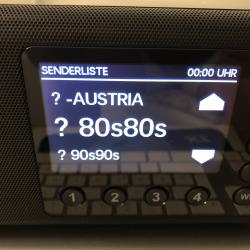 SENDERLISTE 00:00 UHR
? -AUSTRIA
? 80s80s
? 90s90s
1 2 3 4